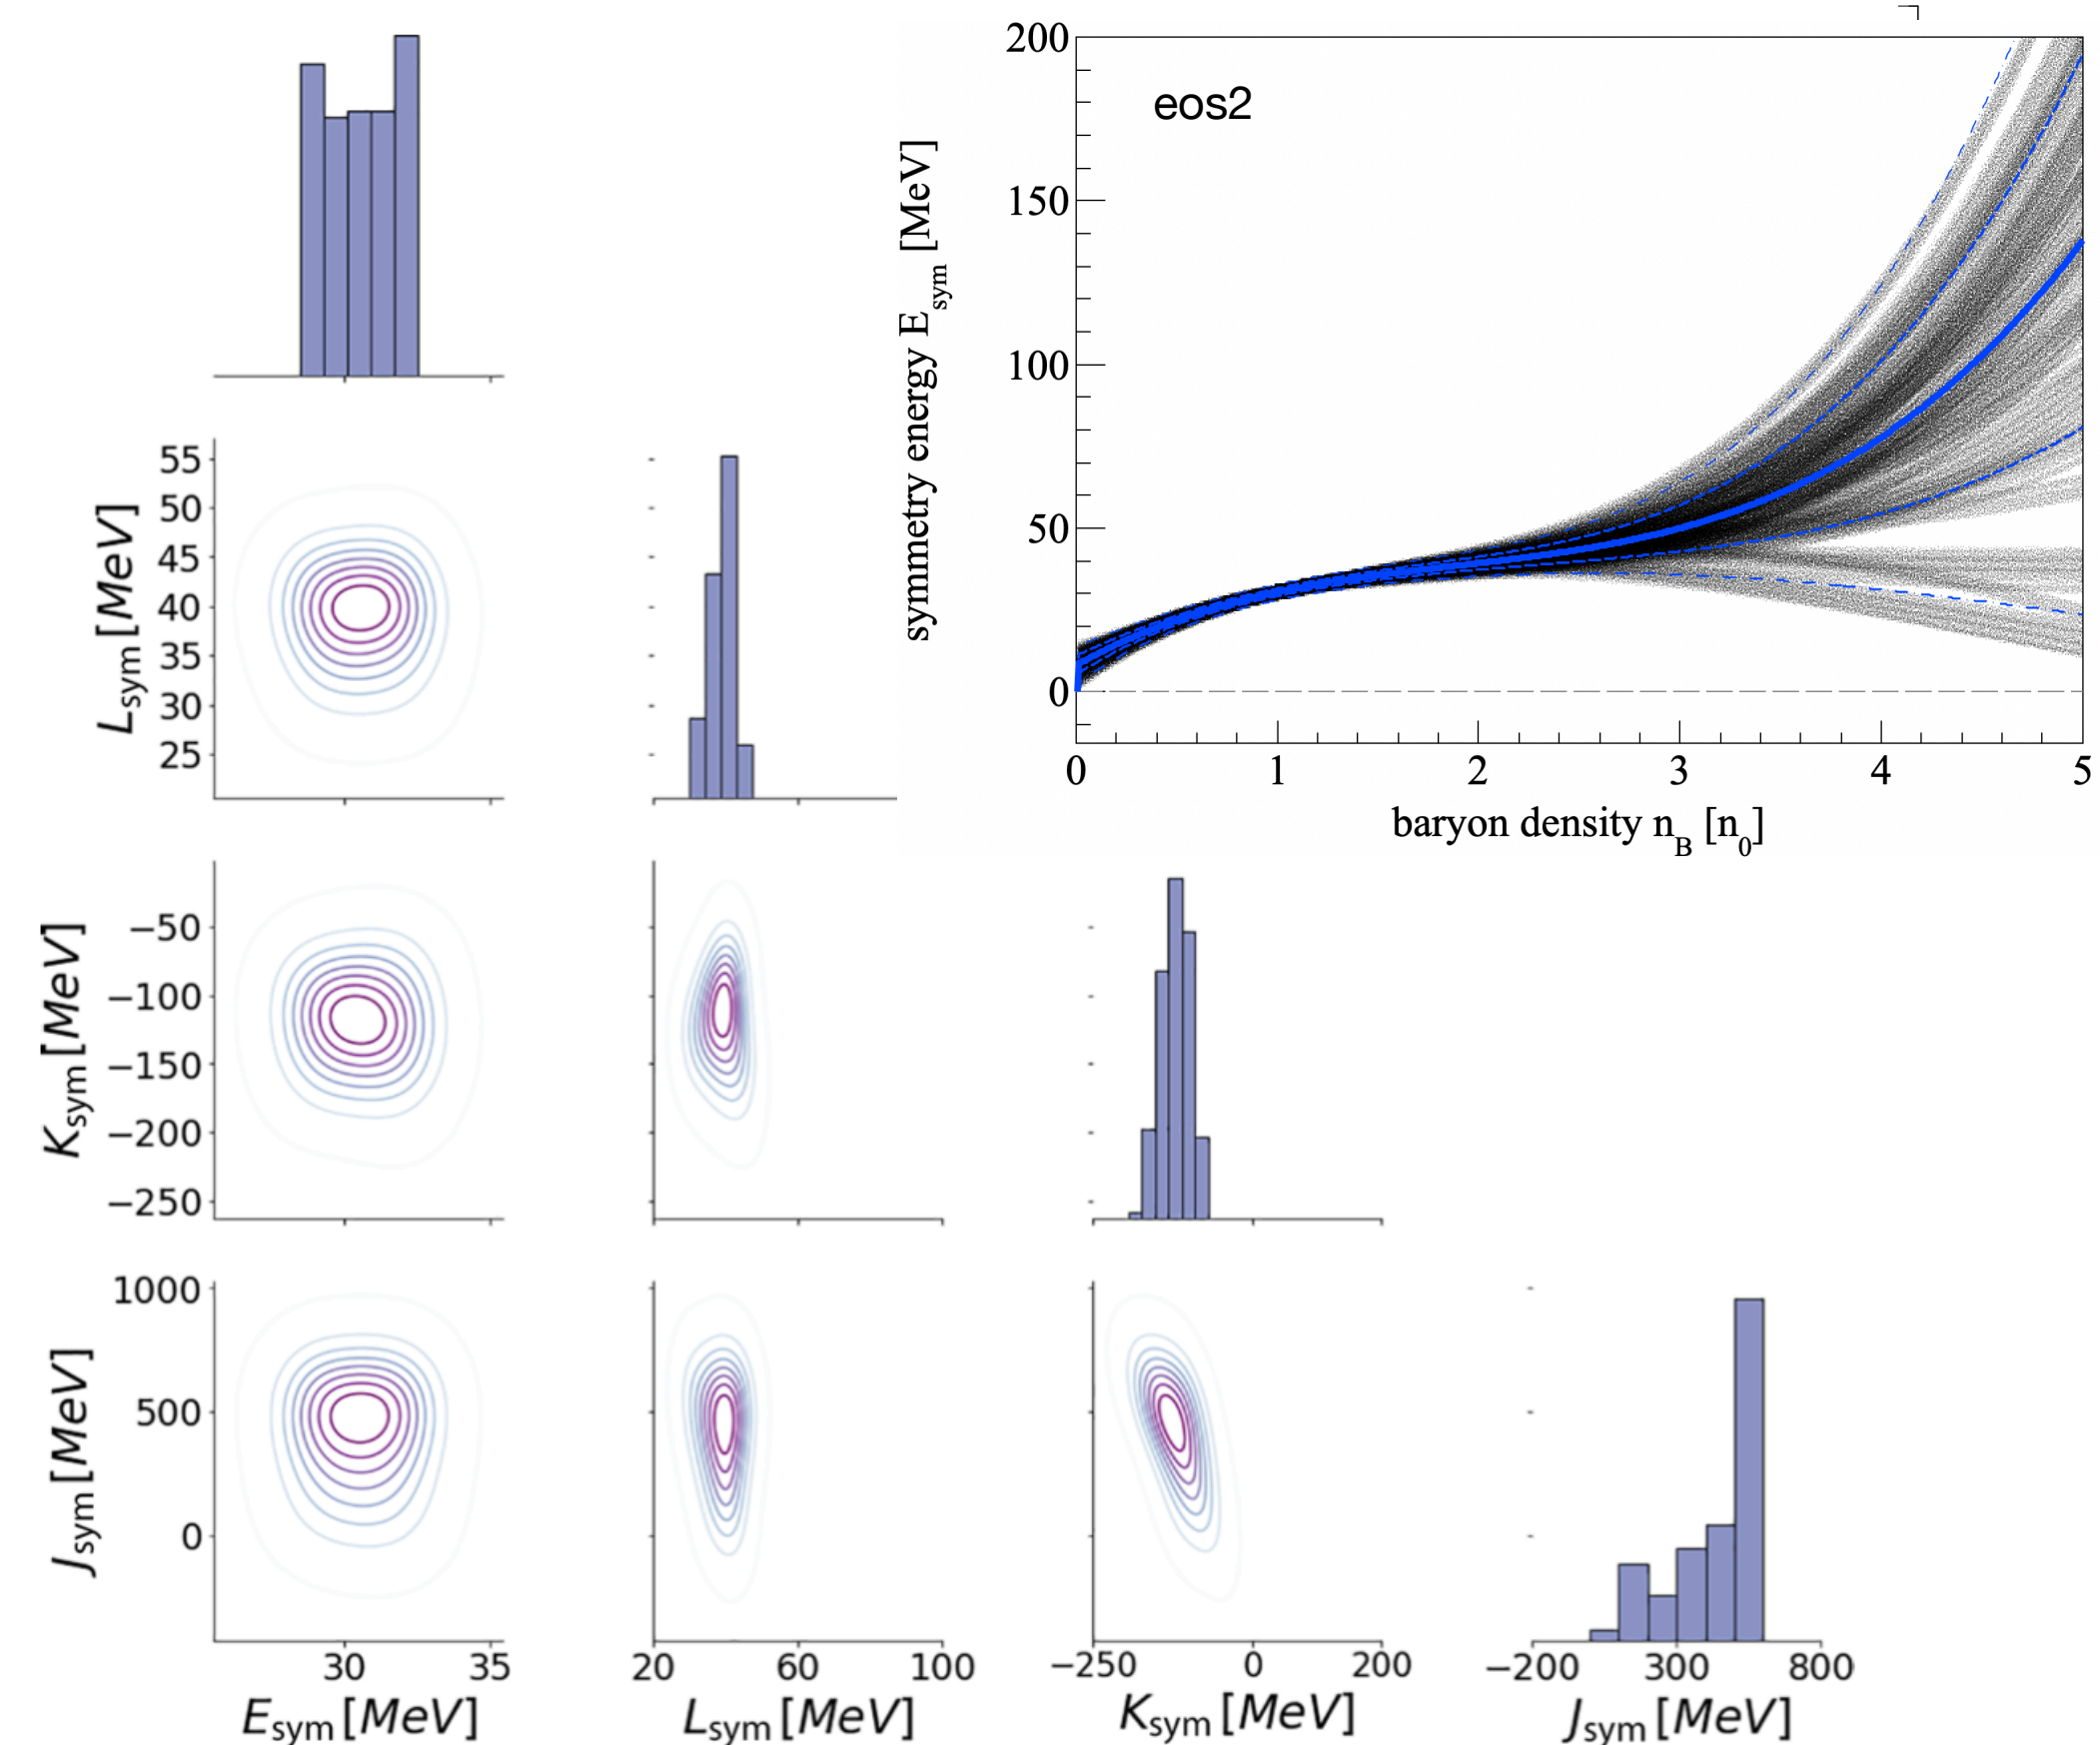 200
eos2
150
100
50
0
symmetry energy E_sym [MeV]
0 1 2 3 4 5
baryon density n_B [n_0]
55
50
45
40
35
30
25
L_sym [MeV]
−50
−100
−150
−200
−250
K_sym [MeV]
1000
500
0
J_sym [MeV]
30 35
20 60 100
−250 0 200
−200 300 800
E_sym [MeV]
L_sym [MeV]
K_sym [MeV]
J_sym [MeV]